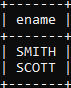 +-------+
| ename |
+-------+
| SMITH |
| SCOTT |
+-------+